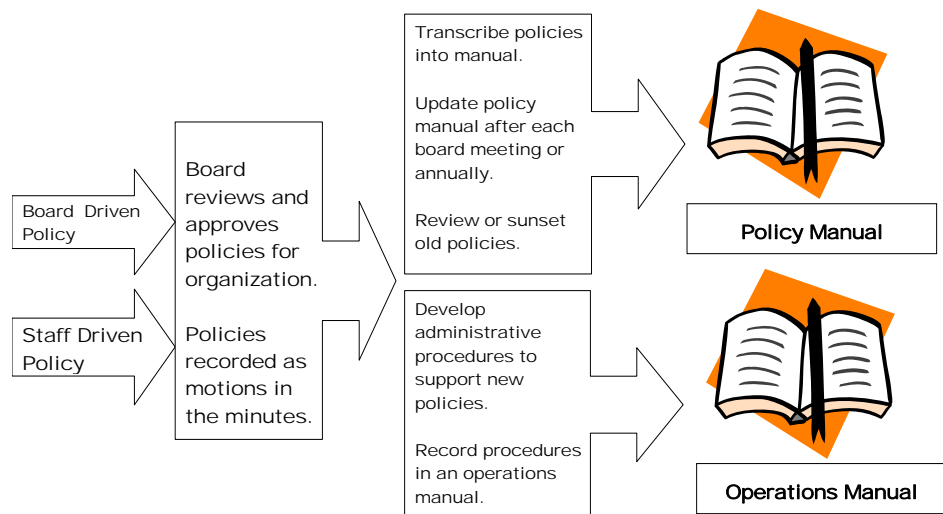 Board Driven
Policy
Staff Driven
Policy
Board
reviews and
approves
policies for
organization.
Policies
recorded as
motions in
the minutes.
Transcribe policies
into manual.
Update policy
manual after each
board meeting or
annually.
Review or sunset
old policies.
Policy Manual
Develop
administrative
procedures to
support new
policies.
Record procedures
in an operations
manual.
Operations Manual